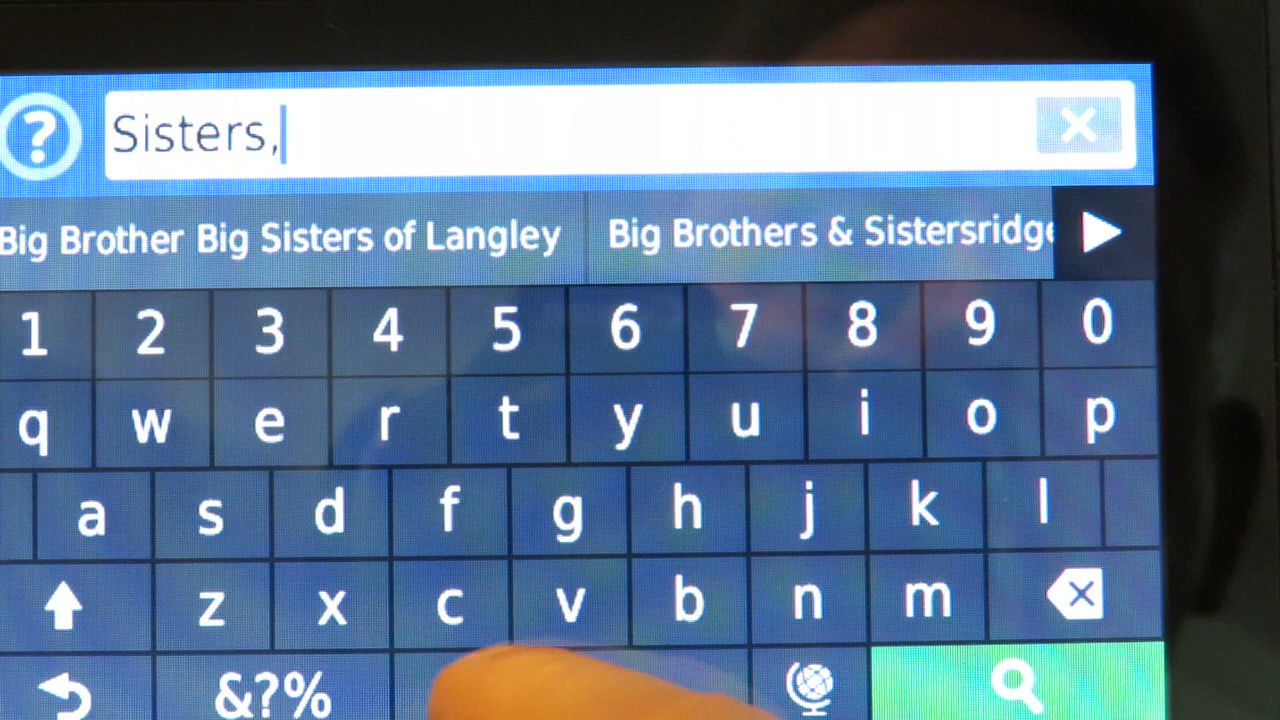 ? Sisters,
Big Brother Big Sisters of Langley Big Brothers & Sistersridge
1 2 3 4 5 6 7 8 9 0
q w e r t y u i o p
a s d f g h j k l
z x c v b n m
&?%